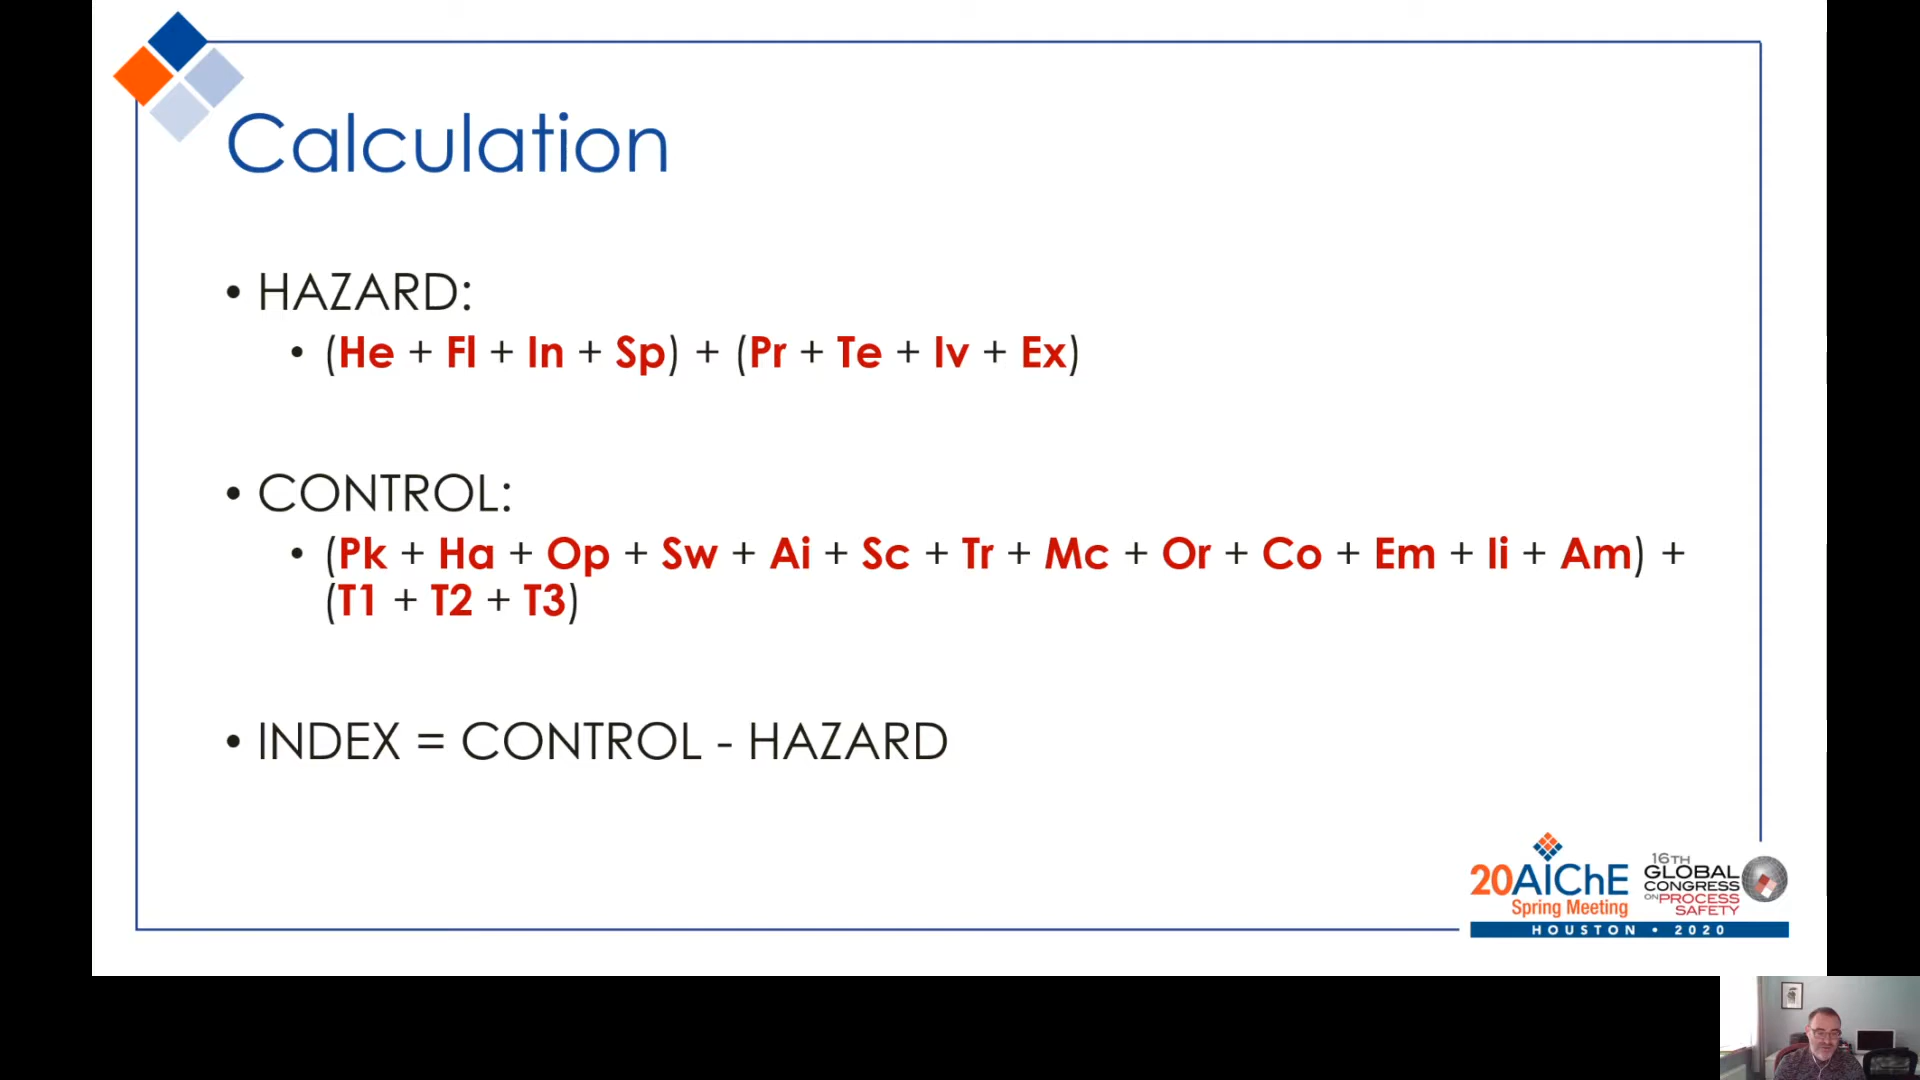 Calculation
• HAZARD:
• (He + Fl + In + Sp) + (Pr + Te + Iv + Ex)
• CONTROL:
• (Pk + Ha + Op + Sw + Ai + Sc + Tr + Mc + Or + Co + Em + Ii + Am) +
(T1 + T2 + T3)
• INDEX = CONTROL - HAZARD
20AIChE
Spring Meeting
16TH
GLOBAL
CONGRESS
ON PROCESS
SAFETY
HOUSTON • 2020